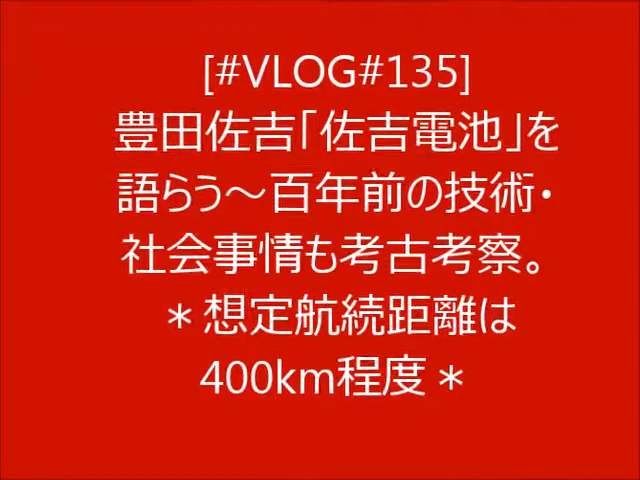 [#VLOG#135]
豊田佐吉「佐吉電池」を
語らう～百年前の技術・
社会事情も考古考察。
＊想定航続距離は
400km程度＊